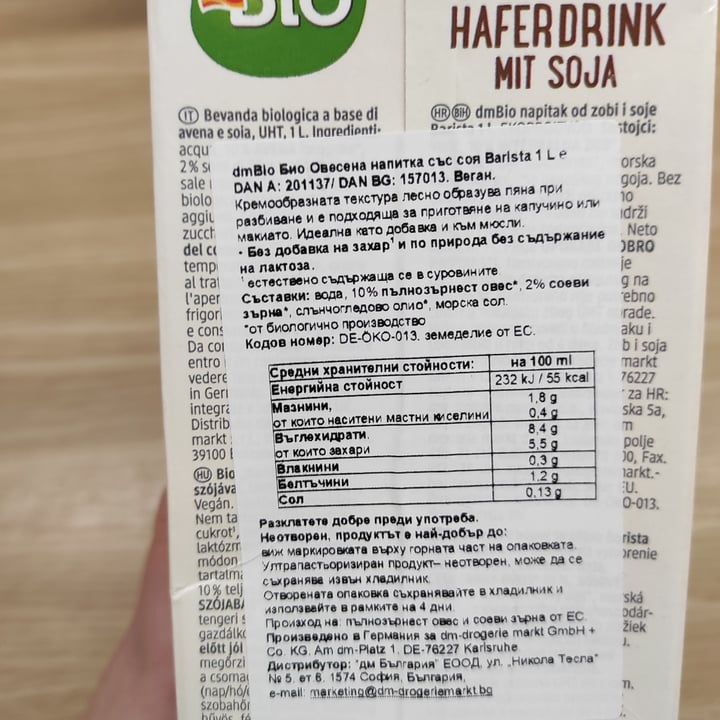 BIO
HAFERDRINK
MIT SOJA
IT Bevanda biologica a base di
avena e soia, UHT, 1 L. Ingredienti:
HR BIH dmBio napitak od zobi i soje
dmBio Био Овесена напитка със соя Barista 1 L e
DAN A: 201137/ DAN BG: 157013. Веган.
Кремообразната текстура лесно образува пяна при
разбиване и е подходяща за приготвяне на капучино или
макиато. Идеална като добавка и към мюсли.
• Без добавка на захар¹ и по природа без съдържание
на лактоза.
¹ естествено съдържаща се в суровините
Съставки: вода, 10% пълнозърнест овес*, 2% соеви
зърна*, слънчогледово олио*, морска сол.
*от биологично производство
Кодов номер: DE-ÖKO-013. земеделие от ЕС.
Средни хранителни стойности: на 100 ml
Енергийна стойност 232 kJ / 55 kcal
Мазнини, 1,8 g
от които наситени мастни киселини 0,4 g
Въглехидрати. 8,4 g
от които захари 5,5 g
Влакнини 0,3 g
Белтъчини 1,2 g
Сол 0,13 g
Разклатете добре преди употреба.
Неотворен, продуктът е най-добър до:
виж маркировката върху горната част на опаковката.
Ултрапастьоризиран продукт– неотворен, може да се
съхранява извън хладилник.
Отворената опаковка съхранявайте в хладилник и
използвайте в рамките на 4 дни.
Произход на: пълнозърнест овес и соеви зърна от ЕС.
Произведено в Германия за dm-drogerie markt GmbH +
Co. KG. Am dm-Platz 1. DE-76227 Karlsruhe.
Дистрибутор: "дм България" ЕООД, ул. „Никола Тесла"
№ 5. ет 6. 1574 София, България,
e-mail: marketing@dm-drogeriemarkt.bg